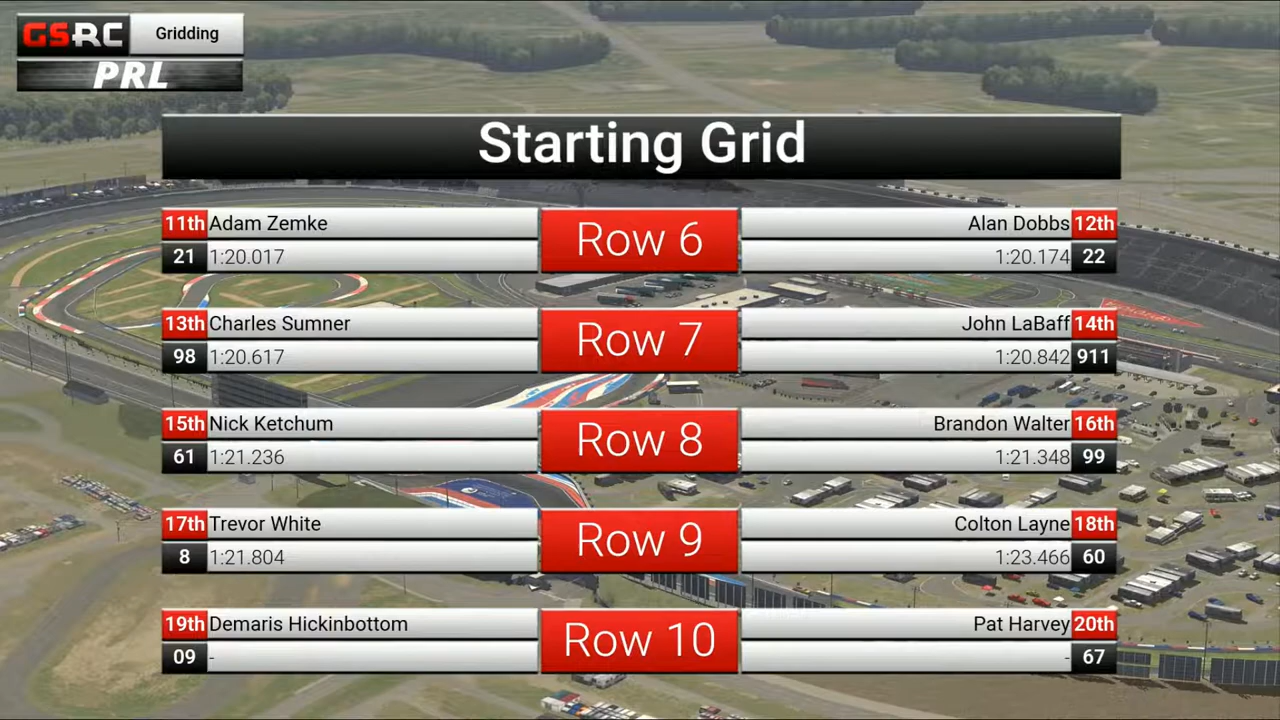 GSRC Gridding
PRL
Starting Grid
11th Adam Zemke Row 6 Alan Dobbs 12th
21 1:20.017 1:20.174 22
13th Charles Sumner Row 7 John LaBaff 14th
98 1:20.617 1:20.842 911
15th Nick Ketchum Row 8 Brandon Walter 16th
61 1:21.236 1:21.348 99
17th Trevor White Row 9 Colton Layne 18th
8 1:21.804 1:23.466 60
19th Demaris Hickinbottom Row 10 Pat Harvey 20th
09 - - 67